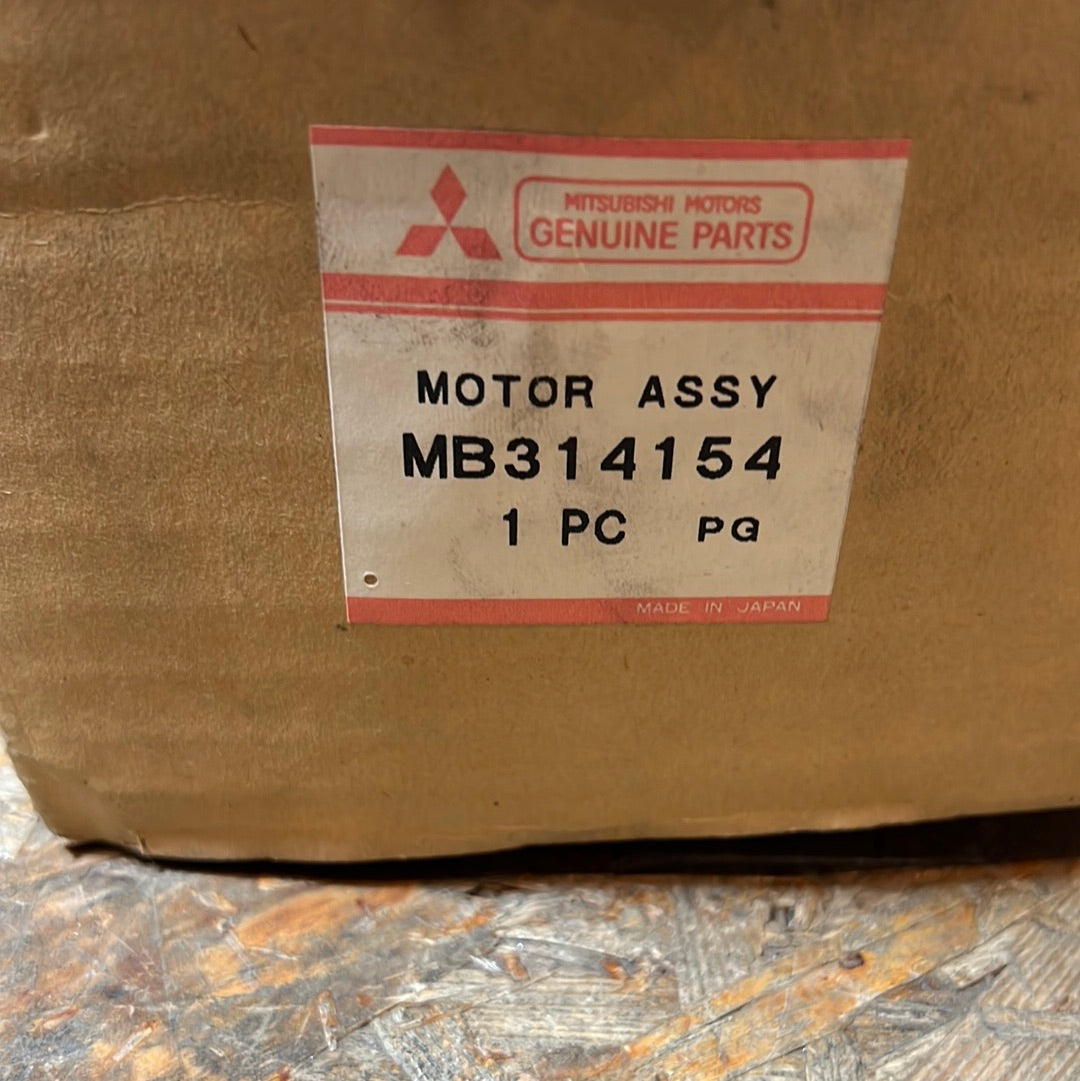 MITSUBISHI MOTORS
GENUINE PARTS
MOTOR ASSY
MB314154
1 PC PG
MADE IN JAPAN